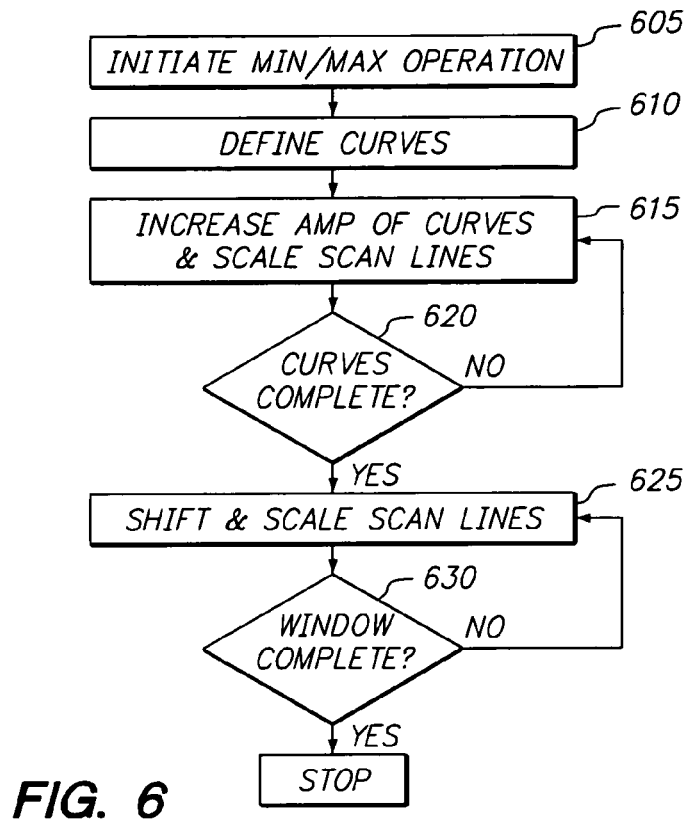 605
INITIATE MIN/MAX OPERATION
610
DEFINE CURVES
615
INCREASE AMP OF CURVES
& SCALE SCAN LINES
620
CURVES
COMPLETE?
NO
YES
625
SHIFT & SCALE SCAN LINES
630
WINDOW
COMPLETE?
NO
YES
STOP
FIG. 6